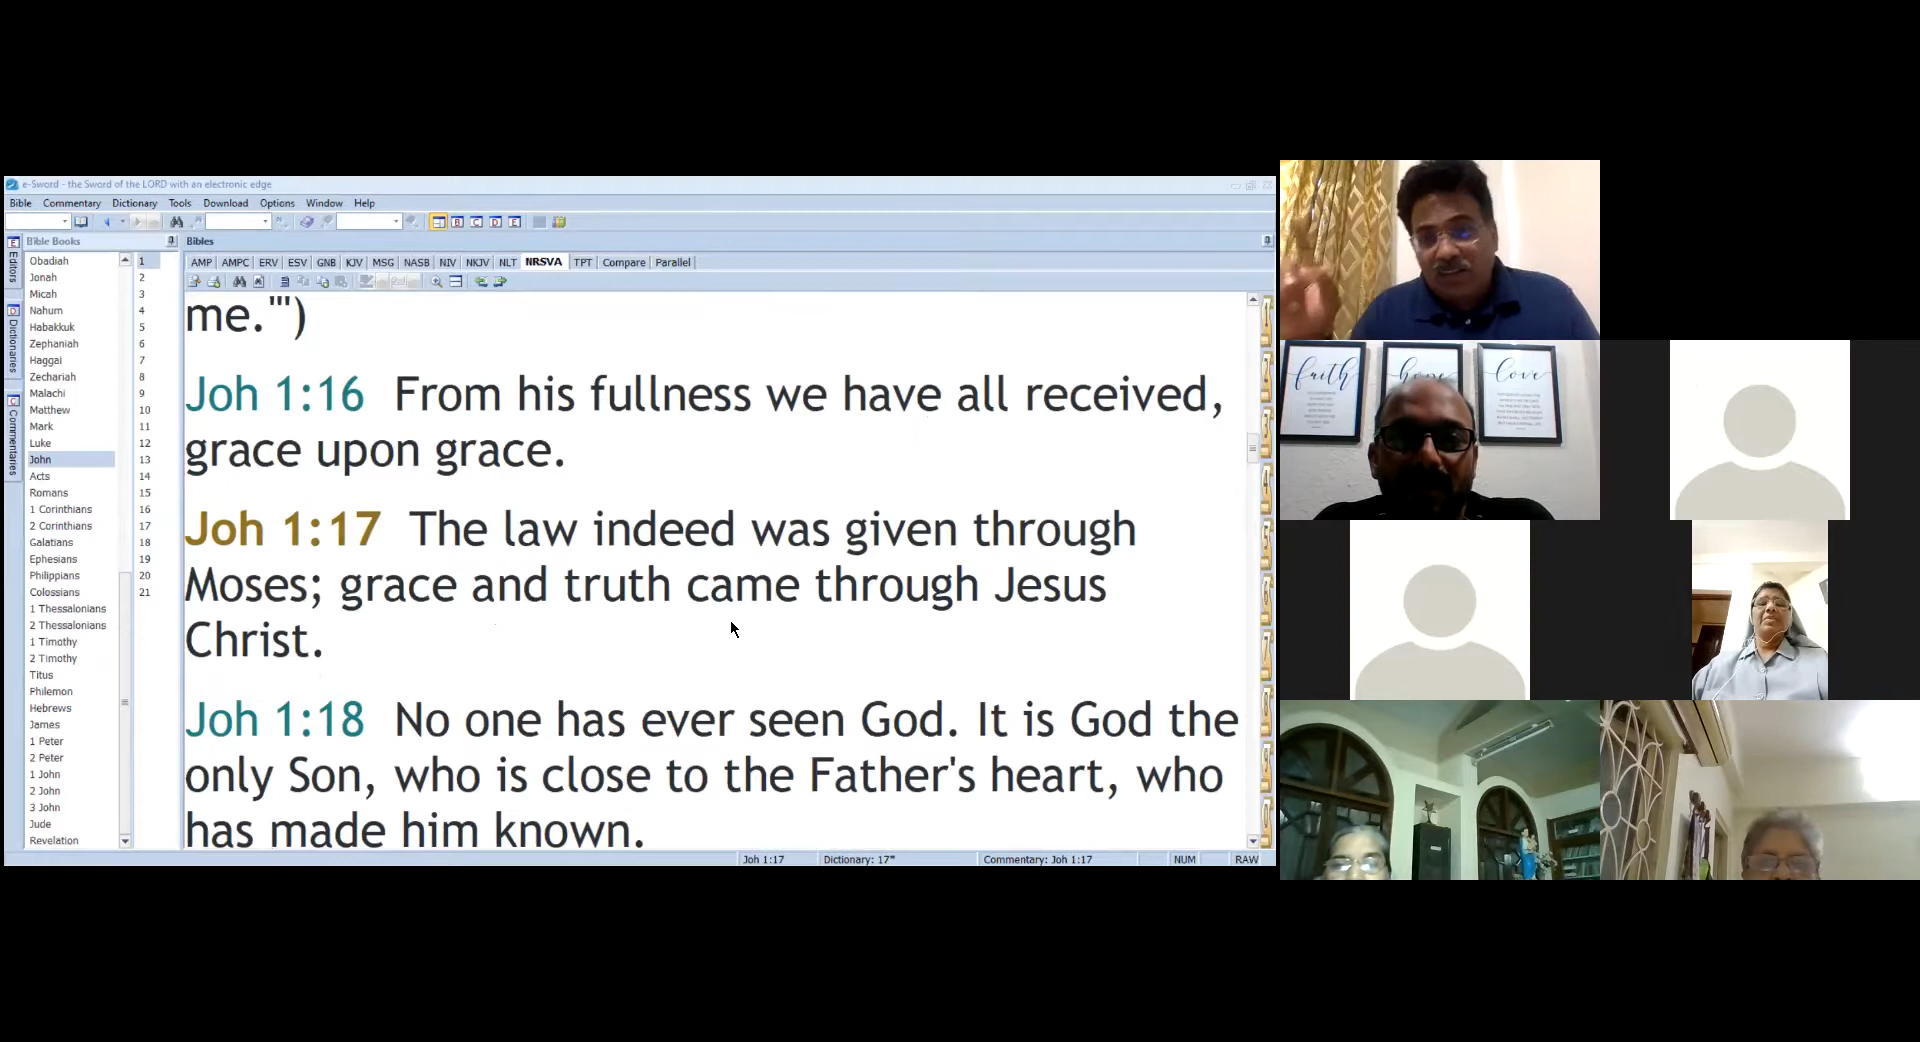 e-Sword - the Sword of the LORD with an electronic edge
Bible Commentary Dictionary Tools Download Options Window Help
B C D E
Bible Books
Bibles
E Editors
D Dictionaries
C Commentaries
Obadiah
Jonah
Micah
Nahum
Habakkuk
Zephaniah
Haggai
Zechariah
Malachi
Matthew
Mark
Luke
John
Acts
Romans
1 Corinthians
2 Corinthians
Galatians
Ephesians
Philippians
Colossians
1 Thessalonians
2 Thessalonians
1 Timothy
2 Timothy
Titus
Philemon
Hebrews
James
1 Peter
2 Peter
1 John
2 John
3 John
Jude
Revelation
1
2
3
4
5
6
7
8
9
10
11
12
13
14
15
16
17
18
19
20
21
AMP AMPC ERV ESV GNB KJV MSG NASB NIV NKJV NLT NRSVA TPT Compare Parallel
me.'")
Joh 1:16 From his fullness we have all received,
grace upon grace.
Joh 1:17 The law indeed was given through
Moses; grace and truth came through Jesus
Christ.
Joh 1:18 No one has ever seen God. It is God the
only Son, who is close to the Father's heart, who
has made him known.
Joh 1:17 Dictionary: 17* Commentary: Joh 1:17 NUM RAW
faith
hope
love